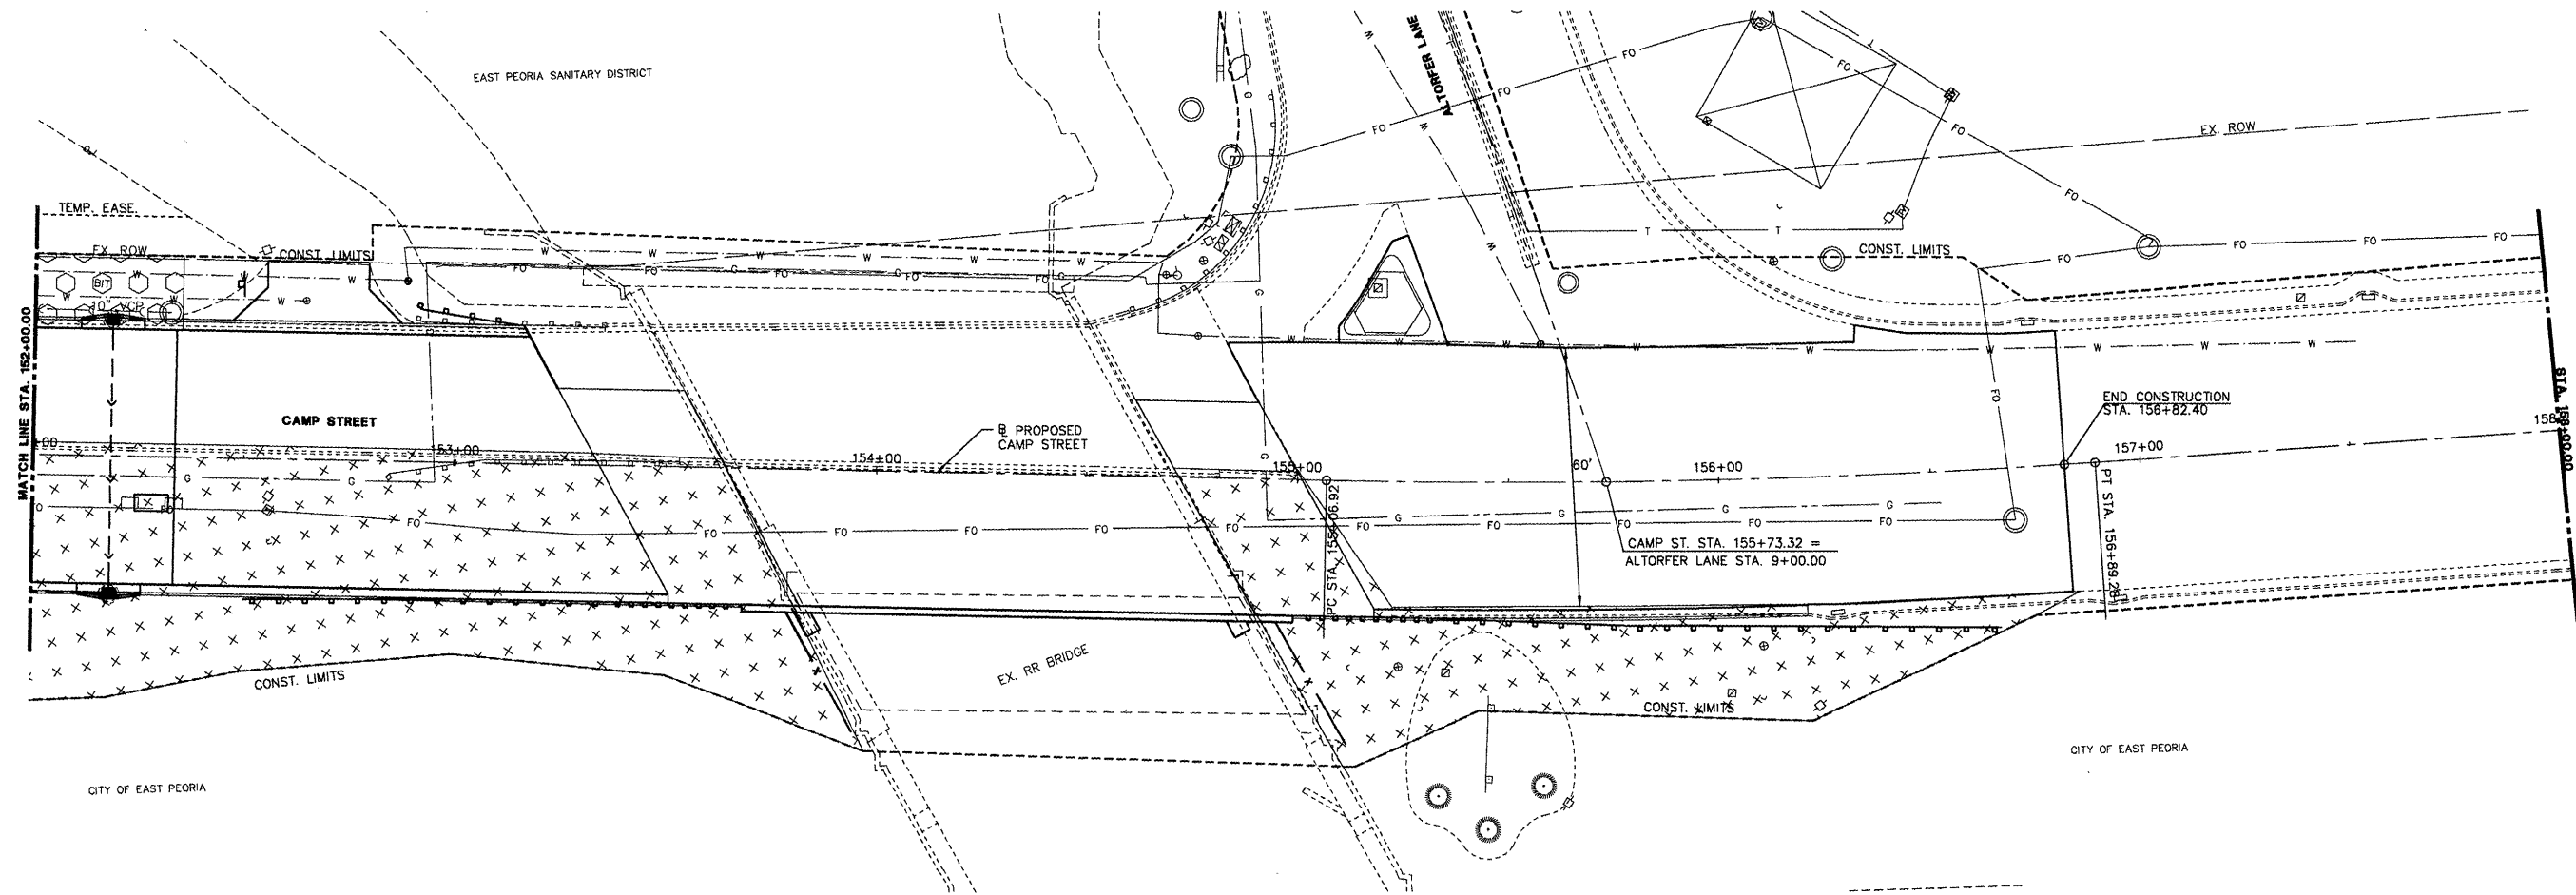 EAST PEORIA SANITARY DISTRICT
ALTORFER LANE
EX. ROW
TEMP. EASE.
EX. ROW
CONST. LIMITS
CONST. LIMITS
BIT
10" VCP
MATCH LINE STA. 152+00.00
CAMP STREET
153+00
154+00
℄ PROPOSED
CAMP STREET
155+00
60'
156+00
END CONSTRUCTION
STA. 156+82.40
157+00
STA. 158+00.00
PC STA. 155+06.92
CAMP ST. STA. 155+73.32 =
ALTORFER LANE STA. 9+00.00
PT STA. 156+89.28
EX. RR BRIDGE
CONST. LIMITS
CONST. LIMITS
CITY OF EAST PEORIA
CITY OF EAST PEORIA